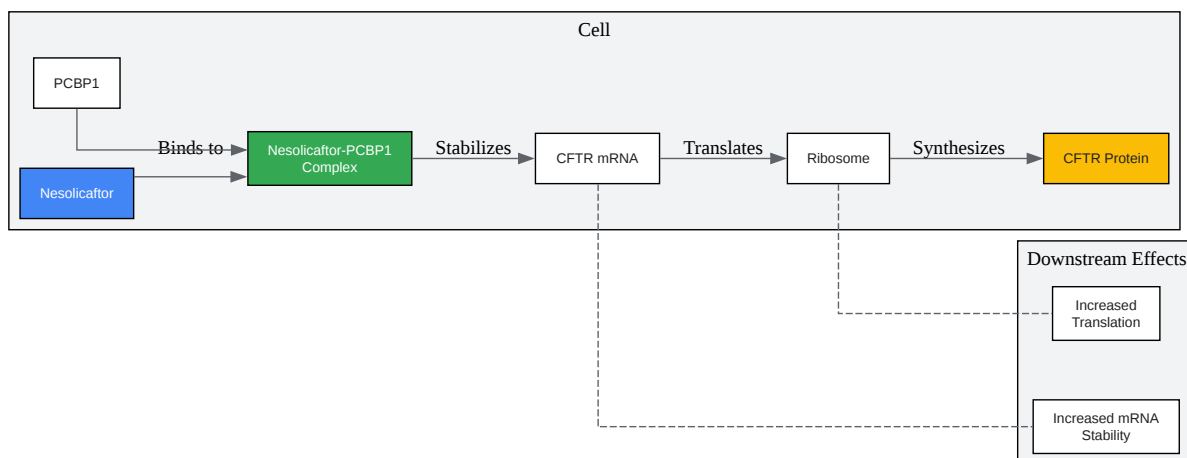 Cell
PCBP1
Binds to
Nesolicaftor-PCBP1
Complex
Stabilizes
CFTR mRNA
Translates
Ribosome
Synthesizes
CFTR Protein
Nesolicaftor
Downstream Effects
Increased
Translation
Increased mRNA
Stability